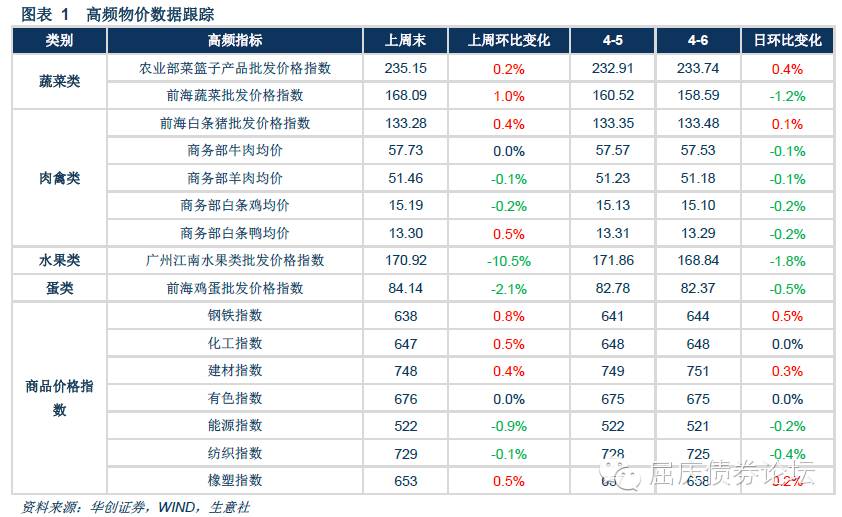 图表 1 高频物价数据跟踪
类别 高频指标 上周末 上周环比变化 4-5 4-6 日环比变化
蔬菜类
农业部菜篮子产品批发价格指数 235.15 0.2% 232.91 233.74 0.4%
前海蔬菜批发价格指数 168.09 1.0% 160.52 158.59 -1.2%
肉禽类
前海白条猪批发价格指数 133.28 0.4% 133.35 133.48 0.1%
商务部牛肉均价 57.73 0.0% 57.57 57.53 -0.1%
商务部羊肉均价 51.46 -0.1% 51.23 51.18 -0.1%
商务部白条鸡均价 15.19 -0.2% 15.13 15.10 -0.2%
商务部白条鸭均价 13.30 0.5% 13.31 13.29 -0.2%
水果类 广州江南水果类批发价格指数 170.92 -10.5% 171.86 168.84 -1.8%
蛋类 前海鸡蛋批发价格指数 84.14 -2.1% 82.78 82.37 -0.5%
商品价格指
数
钢铁指数 638 0.8% 641 644 0.5%
化工指数 647 0.5% 648 648 0.0%
建材指数 748 0.4% 749 751 0.3%
有色指数 676 0.0% 675 675 0.0%
能源指数 522 -0.9% 522 521 -0.2%
纺织指数 729 -0.1% 728 725 -0.4%
橡塑指数 653 0.5% 658 0.2%
屈庆债券论坛
资料来源：华创证券，WIND，生意社